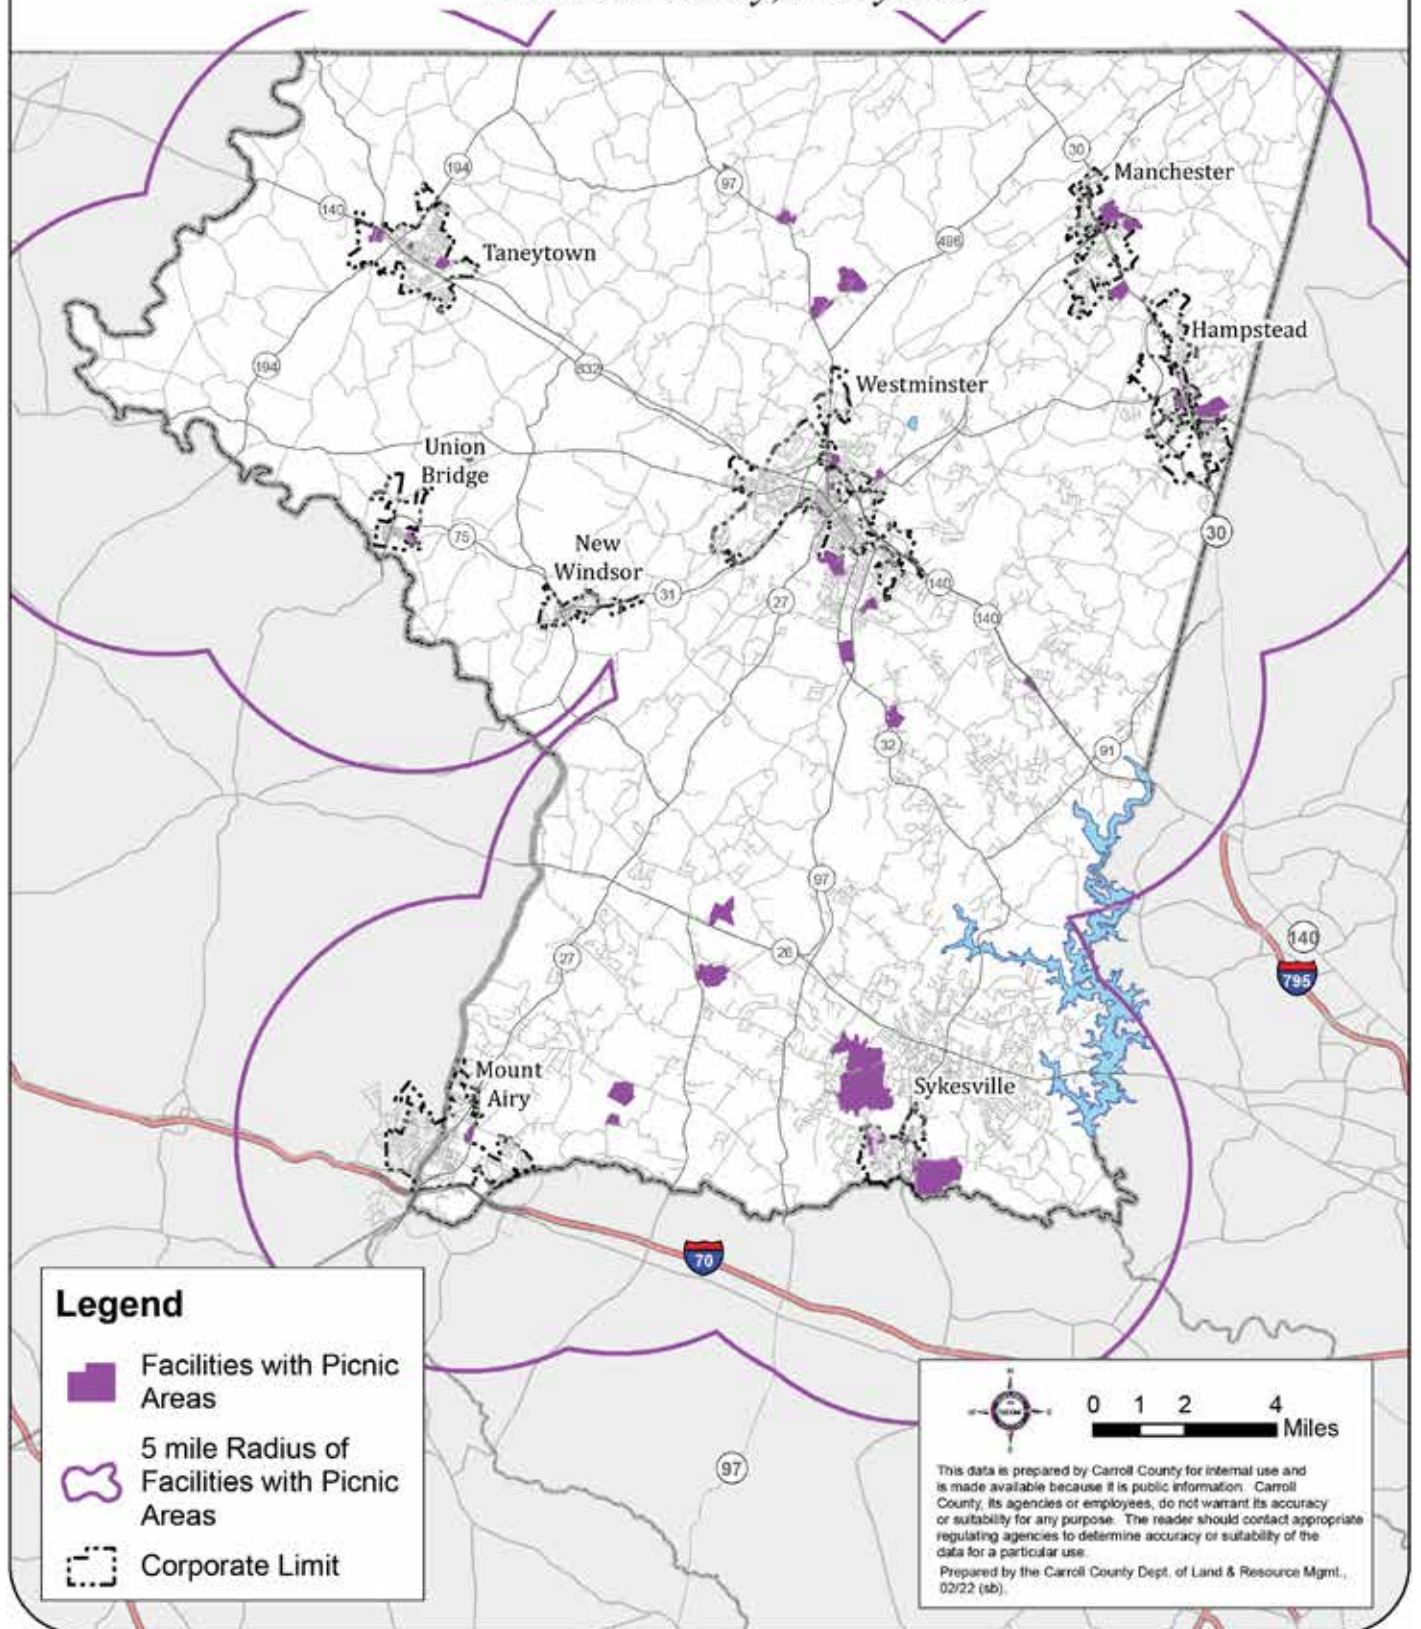 194
30
Manchester
97
140
496
Taneytown
Hampstead
194
832
Westminster
Union
Bridge
75
New
Windsor
30
31
27
140
140
32
91
97
27
26
140
795
Mount
Airy
Sykesville
70
Legend
Facilities with Picnic
Areas
5 mile Radius of
Facilities with Picnic
Areas
Corporate Limit
97
0 1 2 4
Miles
This data is prepared by Carroll County for internal use and
is made available because it is public information. Carroll
County, its agencies or employees, do not warrant its accuracy
or suitability for any purpose. The reader should contact appropriate
regulating agencies to determine accuracy or suitability of the
data for a particular use.
Prepared by the Carroll County Dept. of Land & Resource Mgmt.,
02/22 (sb).